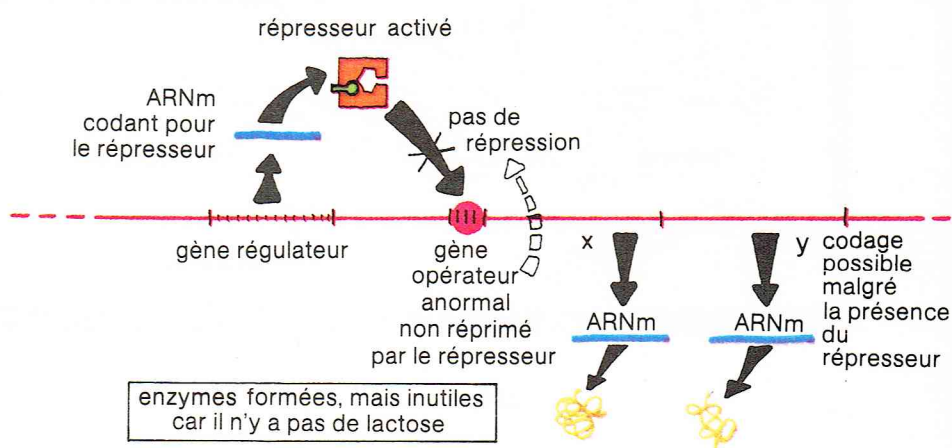 répresseur activé
ARNm
codant pour
le répresseur
pas de
répression
gène régulateur
gène
opérateur
anormal
non réprimé
par le répresseur
x
ARNm
y
ARNm
codage
possible
malgré
la présence
du
répresseur
enzymes formées, mais inutiles
car il n'y a pas de lactose